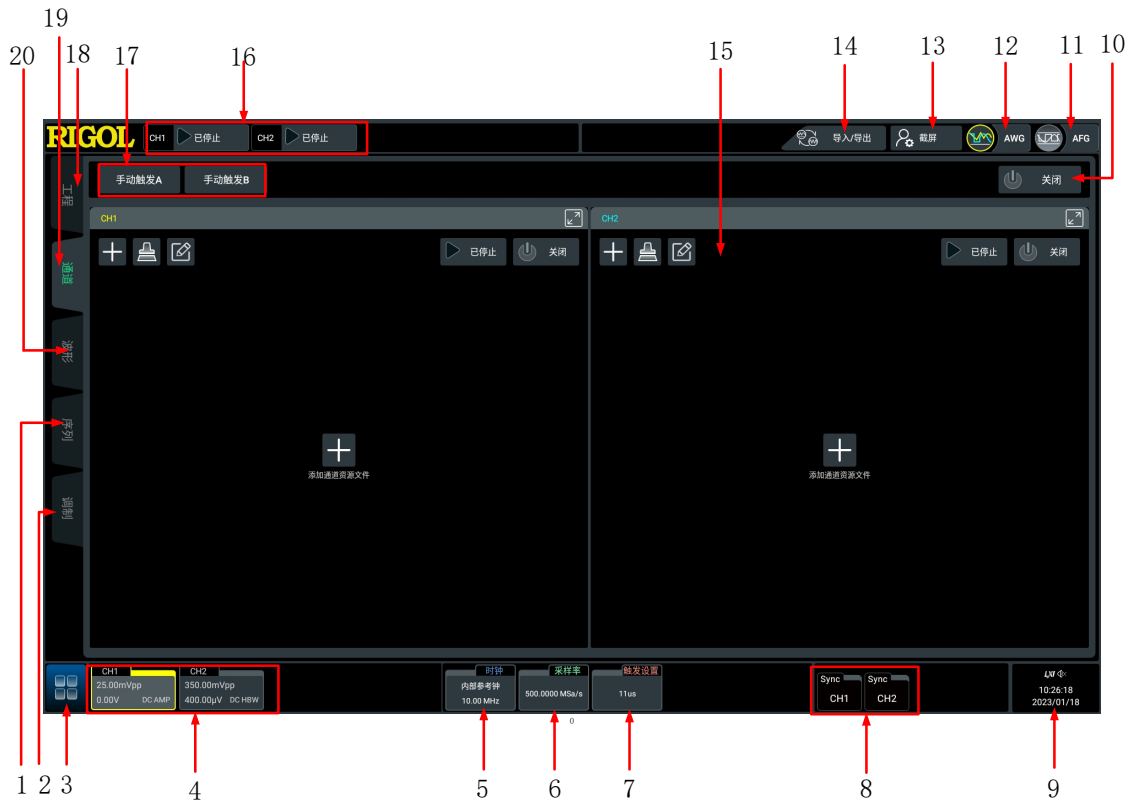 19
20 18 17 16 15 14 13 12 11 10
RIGOL CH1 已停止 CH2 已停止 导入/导出 截屏 AWG AFG
手动触发A 手动触发B 关闭
工程
CH1 CH2
已停止 关闭 已停止 关闭
通道
波形
序列
添加通道资源文件 添加通道资源文件
调制
CH1 CH2 时钟 采样率 触发设置
25.00mVpp 350.00mVpp 内部参考钟 500.0000 MSa/s 11us Sync Sync LXI
0.00V DC AMP 400.00μV DC HBW 10.00 MHz CH1 CH2 10:26:18
2023/01/18
0
1 2 3 4 5 6 7 8 9